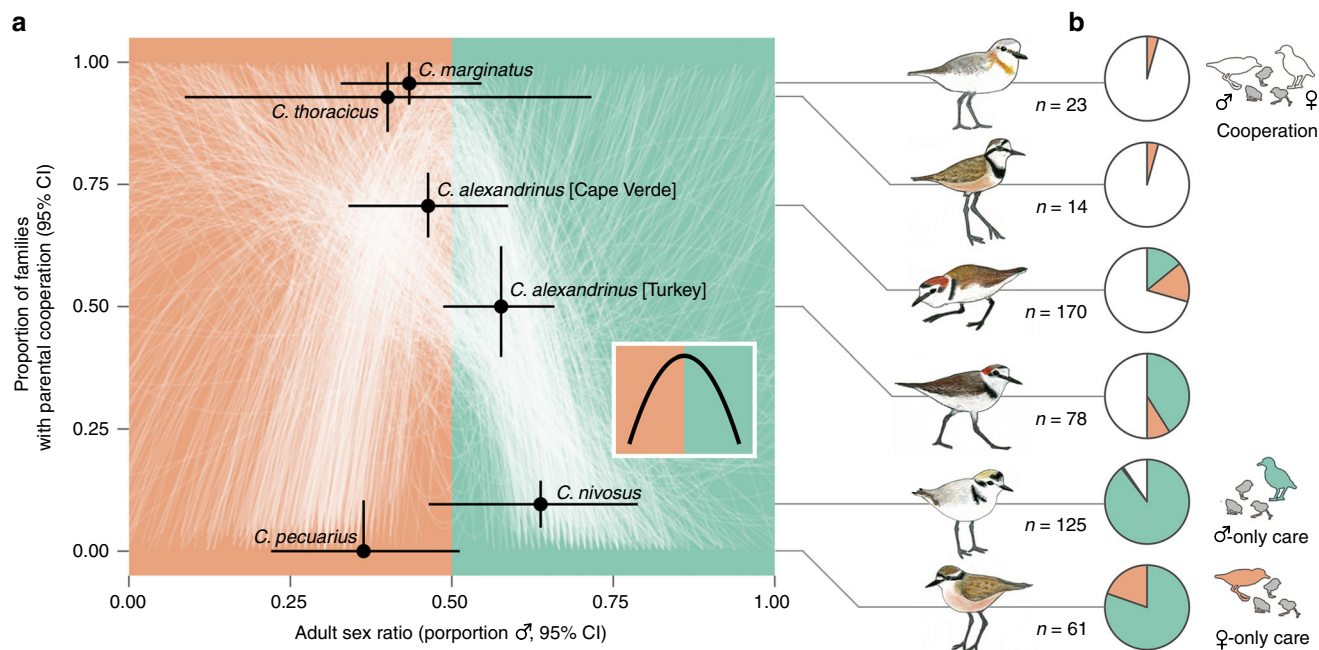 a
Proportion of families
with parental cooperation (95% CI)
1.00
0.75
0.50
0.25
0.00
C. marginatus
C. thoracicus
C. alexandrinus [Cape Verde]
C. alexandrinus [Turkey]
C. nivosus
C. pecuarius
0.00
0.25
0.50
0.75
1.00
Adult sex ratio (porportion ♂, 95% CI)
b
n = 23
n = 14
n = 170
n = 78
n = 125
n = 61
♂ ♀
Cooperation
♂-only care
♀-only care